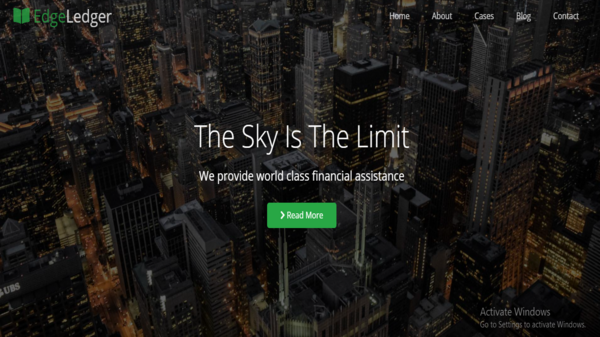 EdgeLedger
Home About Cases Blog Contact
The Sky Is The Limit
We provide world class financial assistance
Read More
UBS
Activate Windows
Go to Settings to activate Windows.